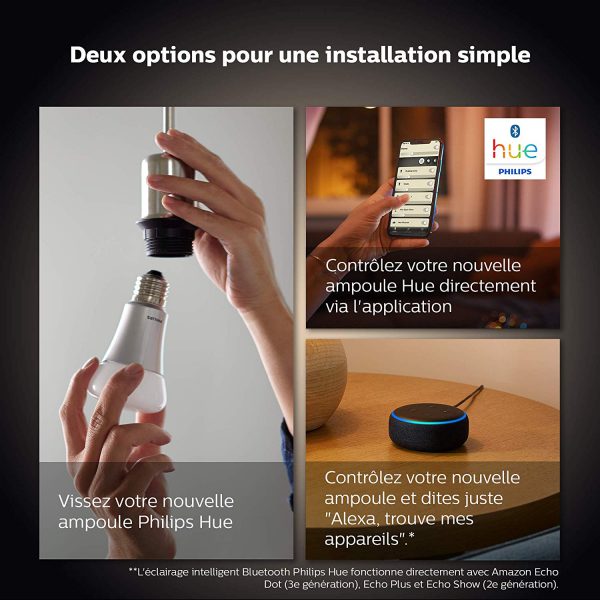 Deux options pour une installation simple
hue
PHILIPS
Contrôlez votre nouvelle
ampoule Hue directement
via l'application
PHILIPS
Vissez votre nouvelle
ampoule Philips Hue
Contrôlez votre nouvelle
ampoule et dites juste
"Alexa, trouve mes
appareils".*
**L'éclairage intelligent Bluetooth Philips Hue fonctionne directement avec Amazon Echo
Dot (3e génération), Echo Plus et Echo Show (2e génération).